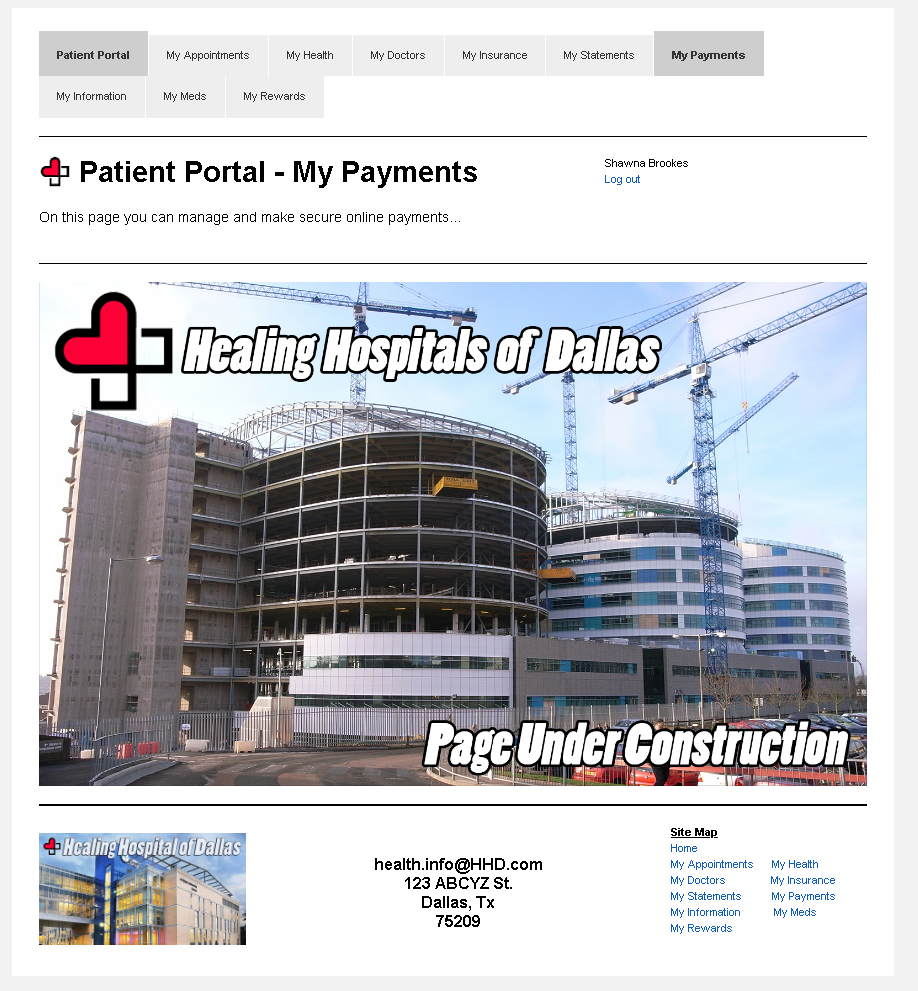 Patient Portal My Appointments My Health My Doctors My Insurance My Statements My Payments
My Information My Meds My Rewards
Patient Portal - My Payments
Shawna Brookes
Log out
On this page you can manage and make secure online payments...
Healing Hospitals of Dallas
Page Under Construction
Healing Hospital of Dallas
health.info@HHD.com
123 ABCYZ St.
Dallas, Tx
75209
Site Map
Home
My Appointments My Health
My Doctors My Insurance
My Statements My Payments
My Information My Meds
My Rewards